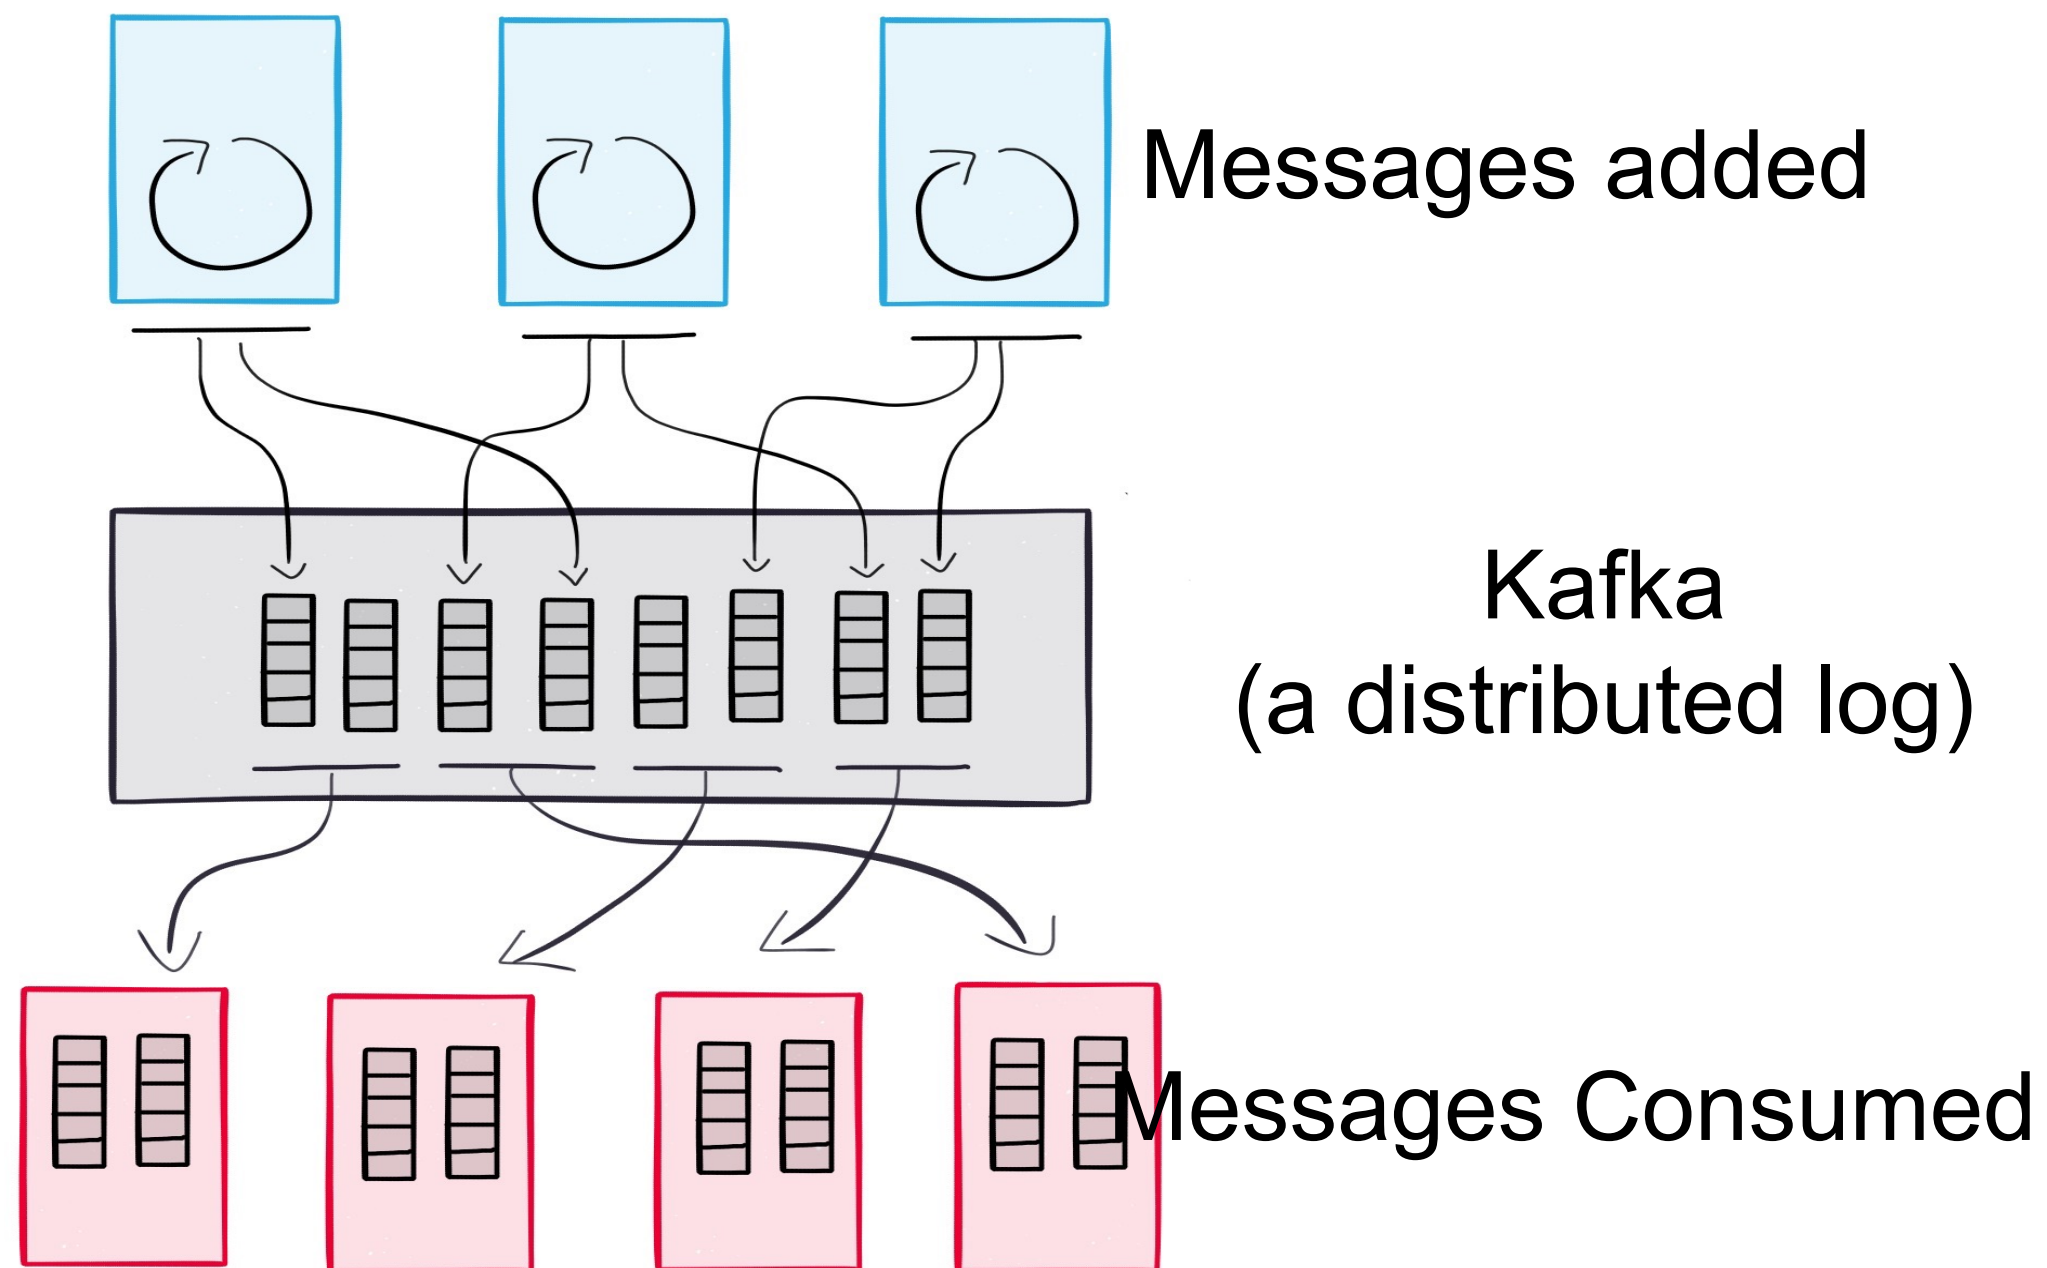 Messages added
Kafka
(a distributed log)
Messages Consumed